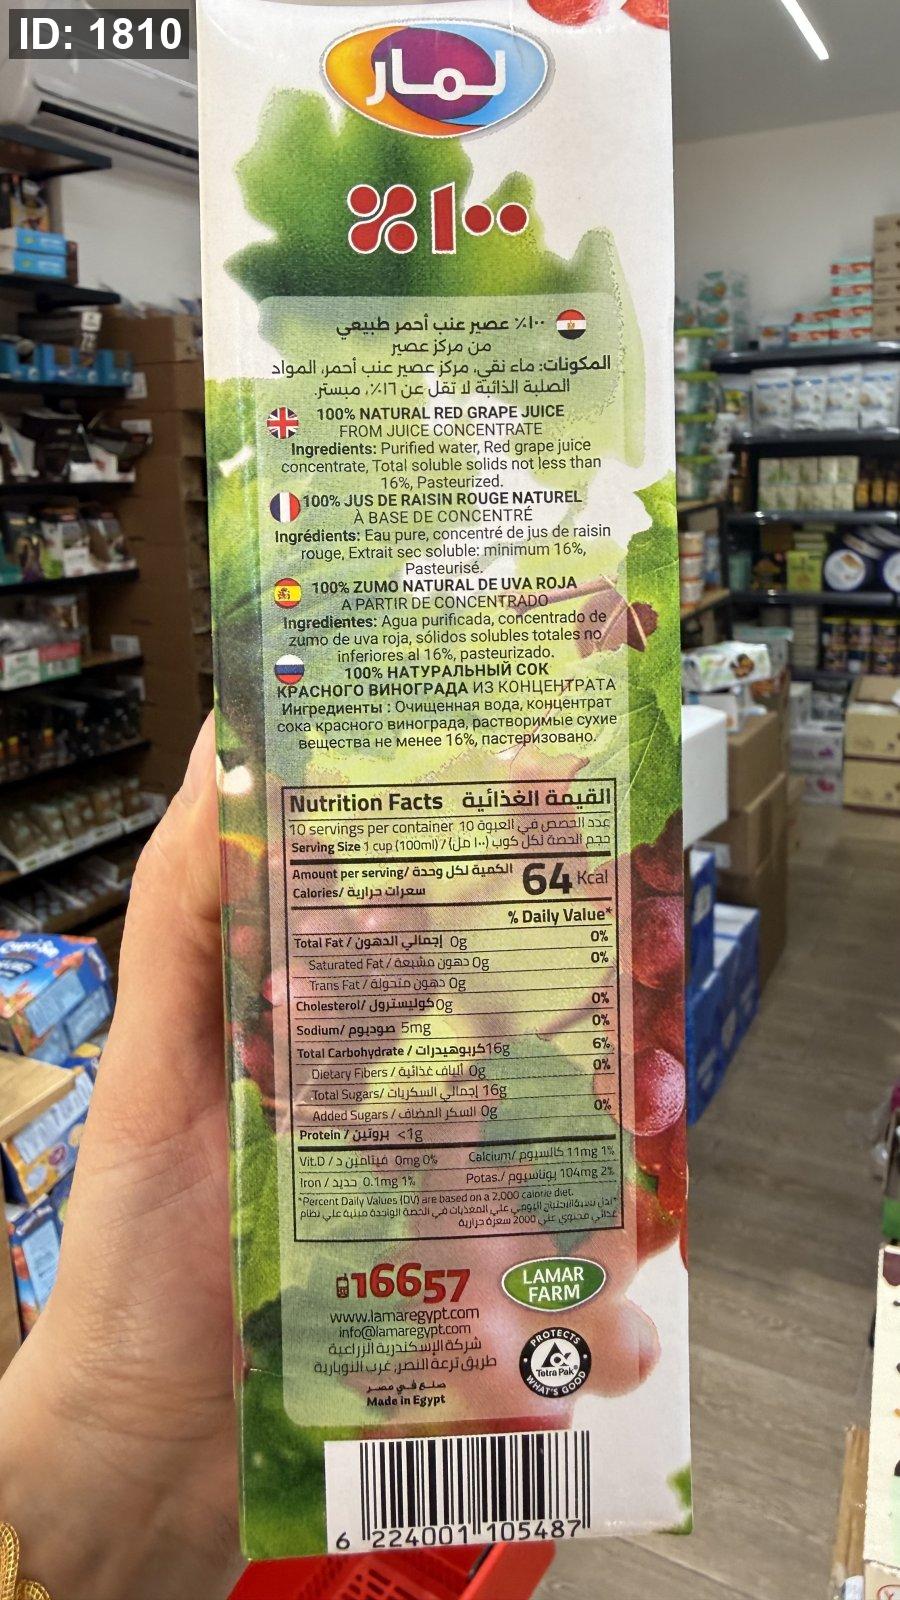 ID: 1810
لمار
٪١٠٠
١٠٠٪ عصير عنب أحمر طبيعي
من مركز عصير
المكونات: ماء نقي، مركز عصير عنب أحمر، المواد
الصلبة الذائبة لا تقل عن ١٦٪، مبستر.
100% NATURAL RED GRAPE JUICE
FROM JUICE CONCENTRATE
Ingredients: Purified water, Red grape juice
concentrate, Total soluble solids not less than
16%, Pasteurized.
100% JUS DE RAISIN ROUGE NATUREL
À BASE DE CONCENTRÉ
Ingrédients: Eau pure, concentré de jus de raisin
rouge, Extrait sec soluble: minimum 16%,
Pasteurisé.
100% ZUMO NATURAL DE UVA ROJA
A PARTIR DE CONCENTRADO
Ingredientes: Agua purificada, concentrado de
zumo de uva roja, sólidos solubles totales no
inferiores al 16%, pasteurizado.
100% НАТУРАЛЬНЫЙ СОК
КРАСНОГО ВИНОГРАДА ИЗ КОНЦЕНТРАТА
Ингредиенты : Очищенная вода, концентрат
сока красного винограда, растворимые сухие
вещества не менее 16%, пастеризовано.
Nutrition Facts القيمة الغذائية
10 servings per container عدد الحصص في العبوة 10
Serving Size 1 cup (100ml) / حجم الحصة لكل كوب (١٠٠ مل)
Amount per serving/ الكمية لكل وحدة
Calories/ سعرات حرارية 64 Kcal
% Daily Value*
Total Fat / إجمالي الدهون 0g 0%
Saturated Fat / دهون مشبعة 0g 0%
Trans Fat / دهون متحولة 0g
Cholesterol/ كوليسترول 0g 0%
Sodium/ صوديوم 5mg 0%
Total Carbohydrate / كربوهيدرات 16g 6%
Dietary Fibers / ألياف غذائية 0g 0%
Total Sugars/ إجمالي السكريات 16g
Added Sugars / السكر المضاف 0g 0%
Protein / بروتين <1g
Vit.D / فيتامين د 0mg 0% Calcium/ كالسيوم 11mg 1%
Iron / حديد 0.1mg 1% Potas./ بوتاسيوم 104mg 2%
*Percent Daily Values (DV) are based on a 2,000 calorie diet.
غذائي محتوي علي 2000 سعرة حرارية
16657
LAMAR
FARM
www.lamaregypt.com
info@lamaregypt.com
شركة الإسكندرية الزراعية
طريق ترعة النصر، غرب النوبارية
صنع في مصر
Made in Egypt
PROTECTS
Tetra Pak®
WHAT'S GOOD
6 224001 105487